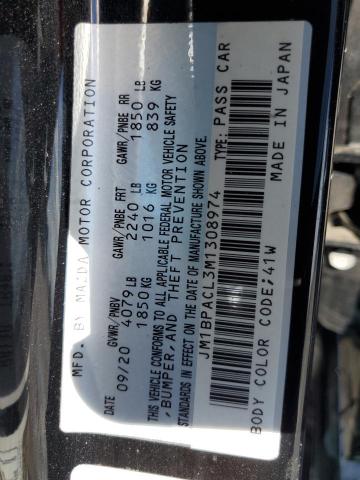 MFD. BY MAZDA MOTOR CORPORATION
GVWR/PNBV GAWR/PNBE FRT GAWR/PNBE RR
09/20 4079 LB 2240 LB 1850 LB
1850 KG 1016 KG 839 KG
THIS VEHICLE CONFORMS TO ALL APPLICABLE FEDERAL MOTOR VEHICLE SAFETY
, BUMPER, AND THEFT PREVENTION
STANDARDS IN EFFECT ON THE DATE OF MANUFACTURE SHOWN ABOVE.
JM1BPACL3M1308974 TYPE: PASS CAR
BODY COLOR CODE:41W MADE IN JAPAN